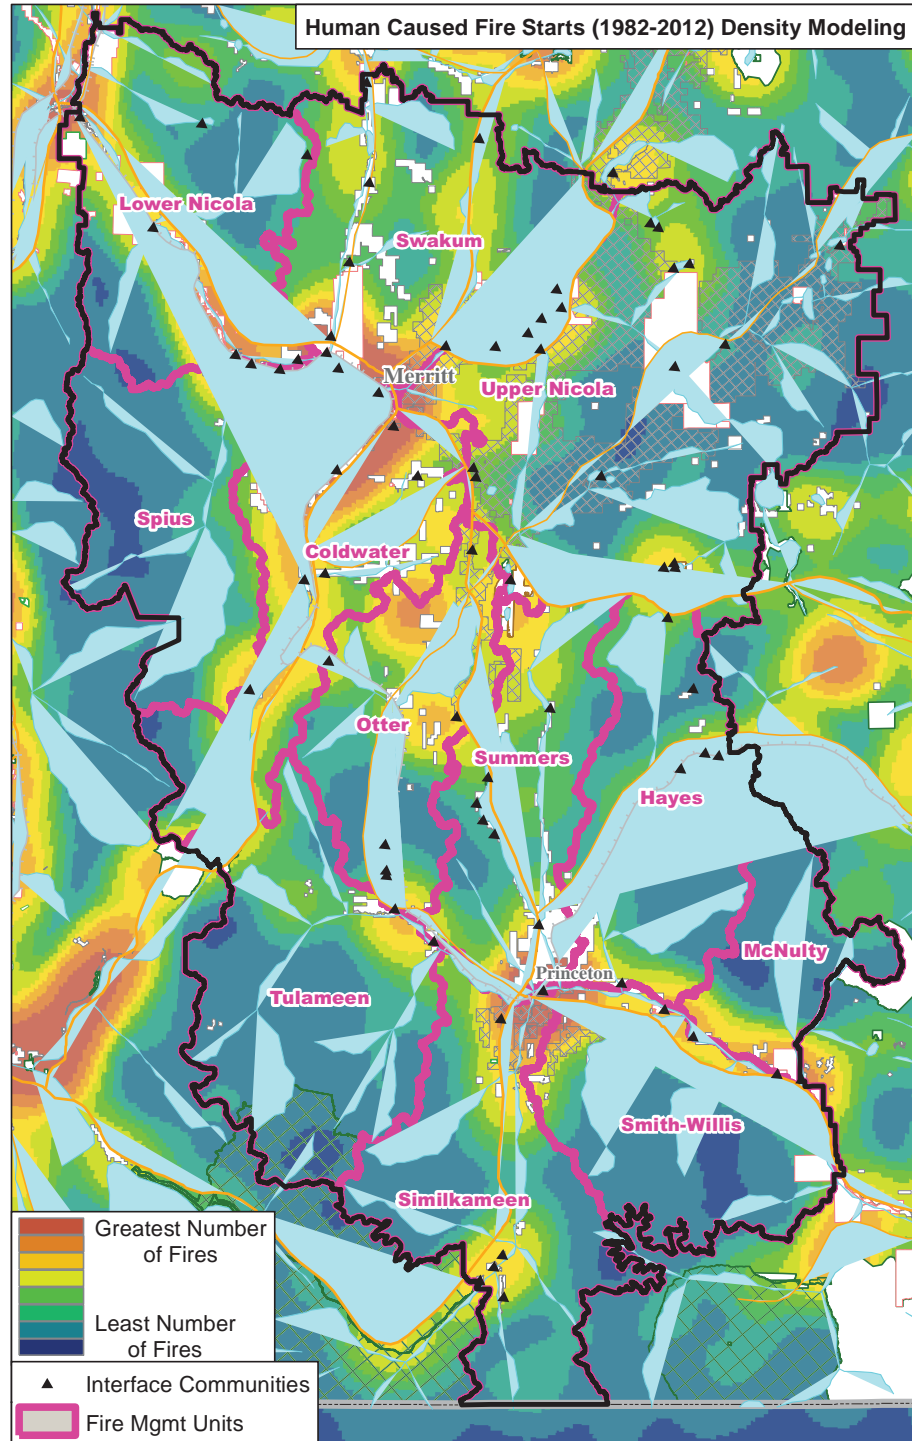 Human Caused Fire Starts (1982-2012) Density Modeling
Lower Nicola
Swakum
Merritt
Upper Nicola
Spius
Coldwater
Otter
Summers
Hayes
McNulty
Princeton
Tulameen
Smith-Willis
Similkameen
Greatest Number
of Fires
Least Number
of Fires
Interface Communities
Fire Mgmt Units